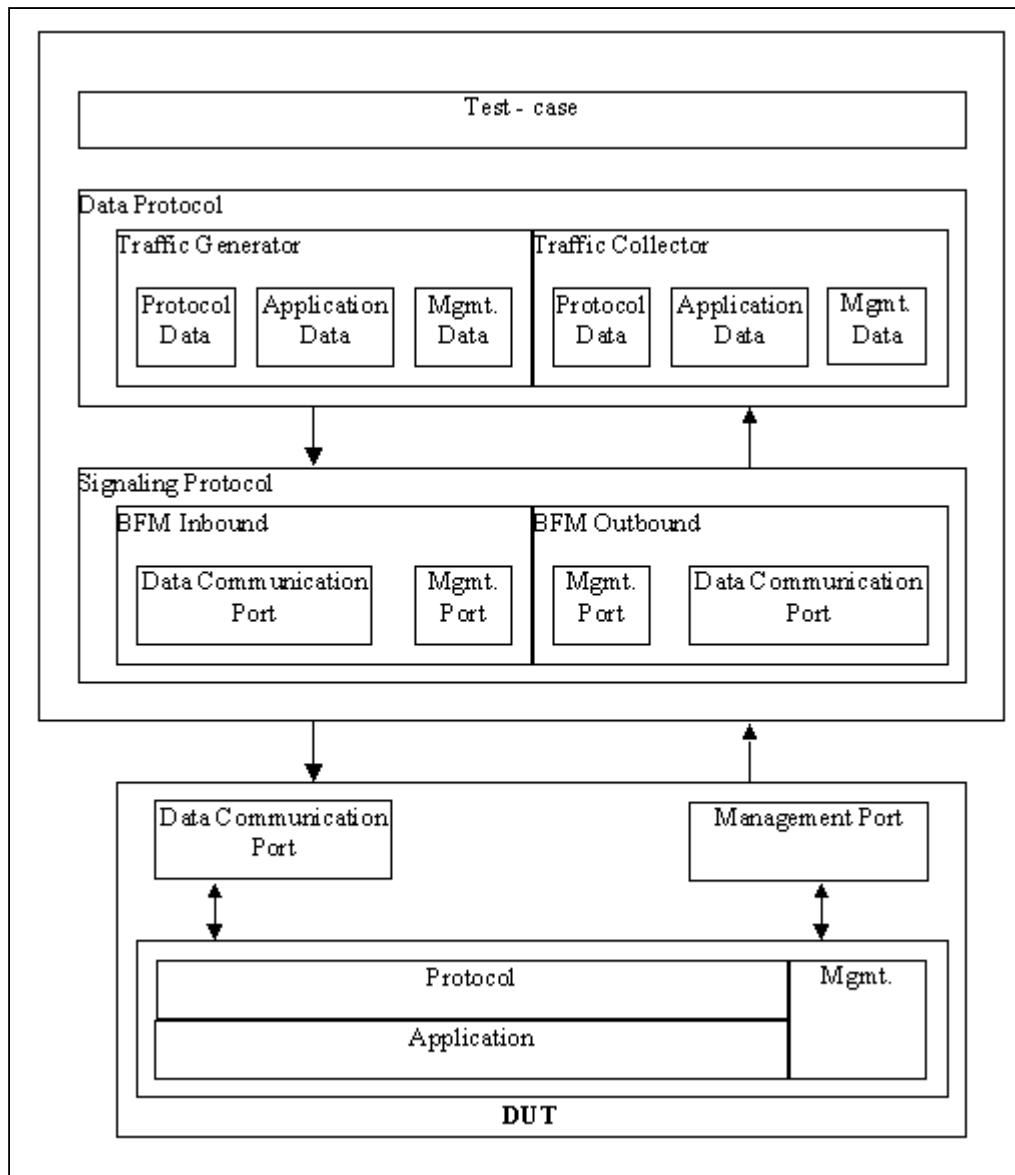 Test - case
Data Protocol
Traffic Generator
Protocol
Data
Application
Data
Mgmt.
Data
Traffic Collector
Protocol
Data
Application
Data
Mgmt.
Data
Signaling Protocol
BFM Inbound
Data Communication
Port
Mgmt.
Port
BFM Outbound
Mgmt.
Port
Data Communication
Port
Data Communication
Port
Management Port
Protocol
Application
Mgmt.
DUT